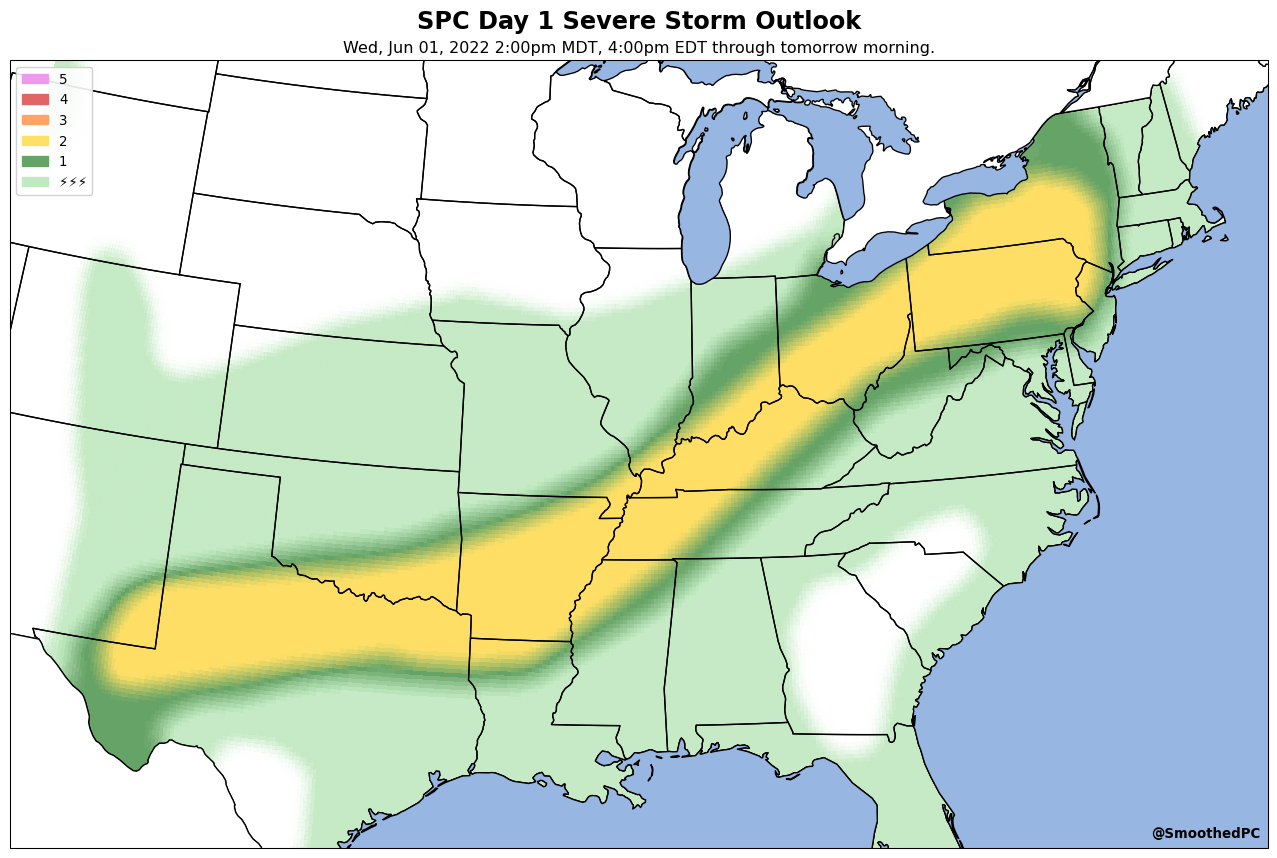 SPC Day 1 Severe Storm Outlook
Wed, Jun 01, 2022 2:00pm MDT, 4:00pm EDT through tomorrow morning.
5
4
3
2
1
⚡⚡⚡
@SmoothedPC